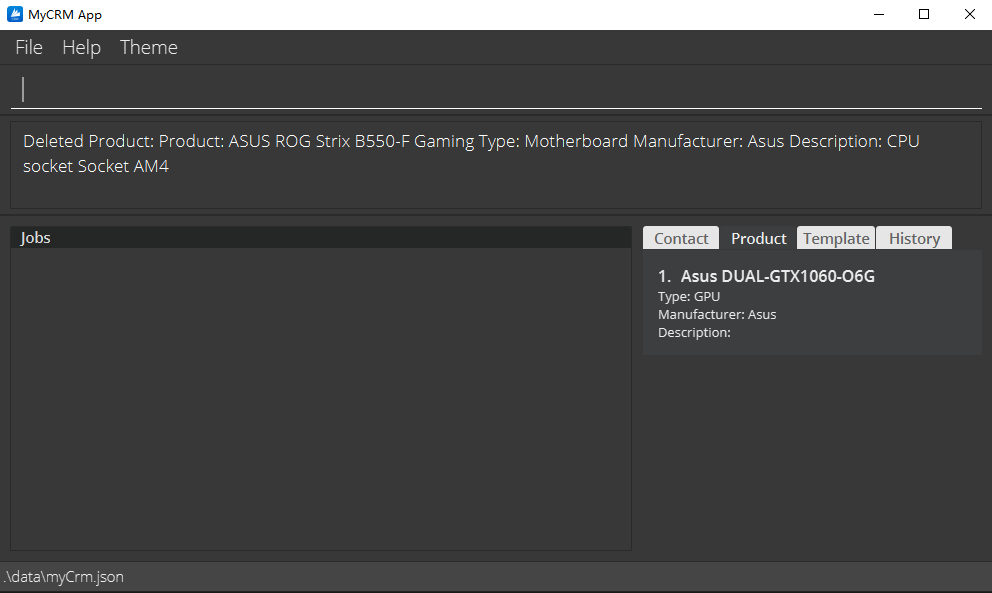 MyCRM App
File Help Theme
Deleted Product: Product: ASUS ROG Strix B550-F Gaming Type: Motherboard Manufacturer: Asus Description: CPU
socket Socket AM4
Jobs
Contact Product Template History
1. Asus DUAL-GTX1060-O6G
Type: GPU
Manufacturer: Asus
Description:
.\data\myCrm.json